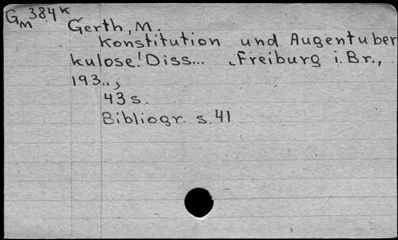 Gm 384k
Gerth, M.
Konstitution und Augentuber
kulose! Diss... Freiburg i. Br.,
193..,
43 s.
Bibliogr. s. 41